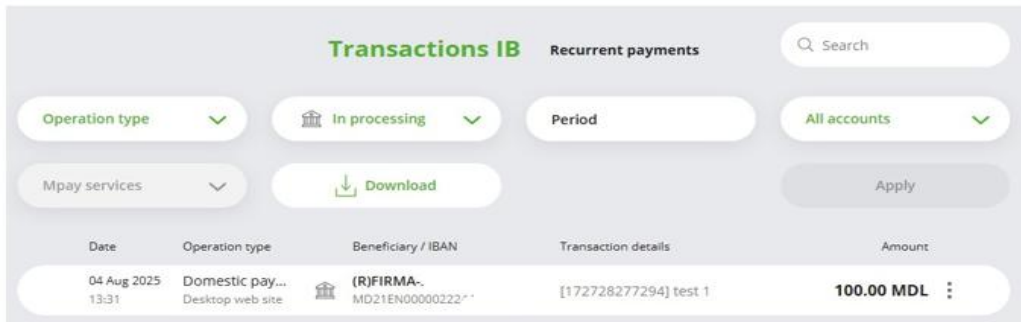 Transactions IB Recurrent payments Search
Operation type In processing Period All accounts
Mpay services Download Apply
Date Operation type Beneficiary / IBAN Transaction details Amount
04 Aug 2025 Domestic pay... (R)FIRMA-. [172728277294] test 1 100.00 MDL
13:31 Desktop web site